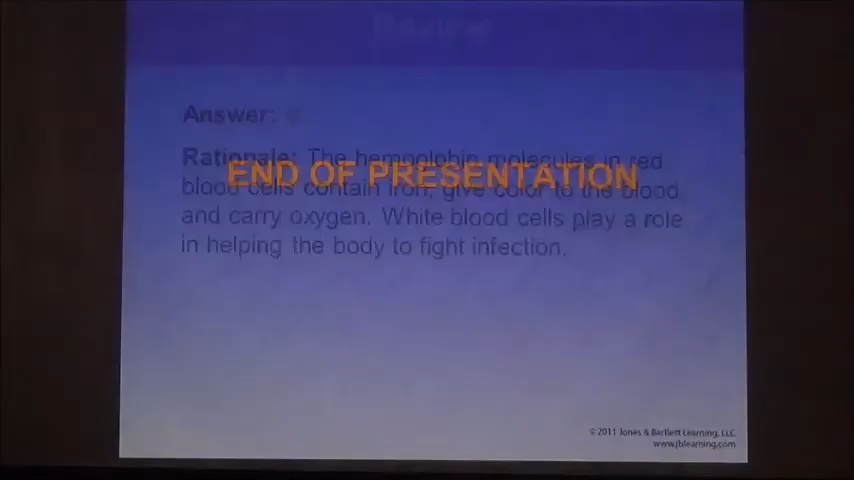 Review
Answer:
Rationale: The hemoglobin molecules in red
END OF PRESENTATION
blood cells contain iron, give color to the blood,
and carry oxygen. White blood cells play a role
in helping the body to fight infection.
© 2011 Jones & Bartlett Learning, LLC
www.jblearning.com